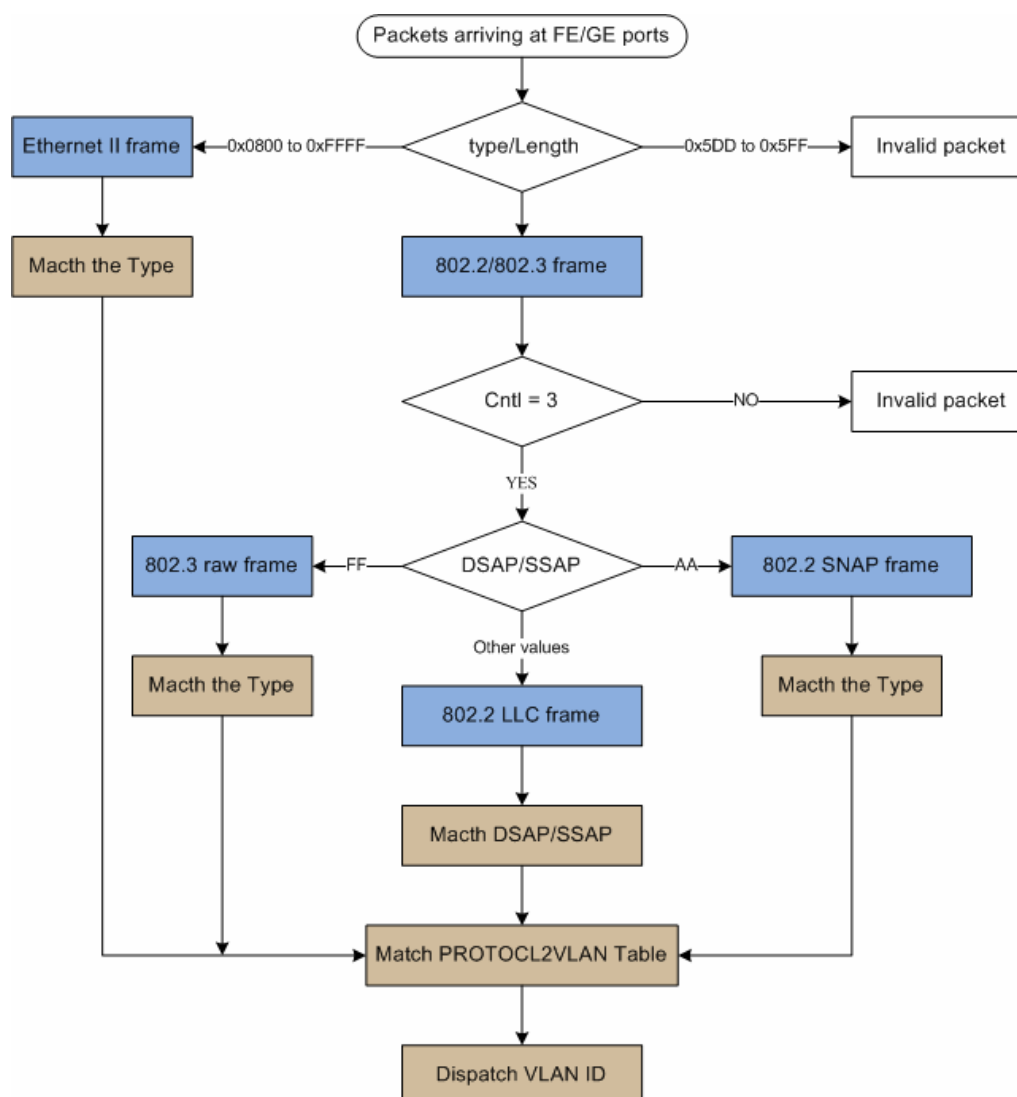 Packets arriving at FE/GE ports
Ethernet II frame
0x0800 to 0xFFFF
type/Length
0x5DD to 0x5FF
Invalid packet
Macth the Type
802.2/802.3 frame
Cntl = 3
NO
Invalid packet
YES
802.3 raw frame
FF
DSAP/SSAP
AA
802.2 SNAP frame
Other values
Macth the Type
802.2 LLC frame
Macth the Type
Macth DSAP/SSAP
Match PROTOCL2VLAN Table
Dispatch VLAN ID